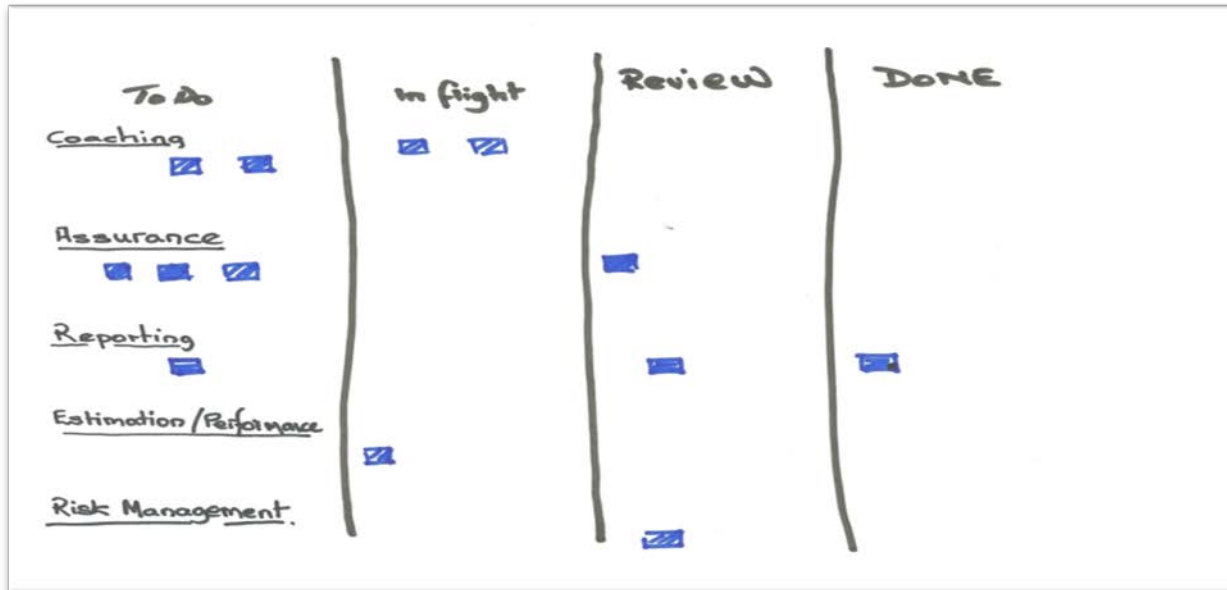 To Do
In flight
Review
DONE
Coaching
Assurance
Reporting
Estimation/Performance
Risk Management.